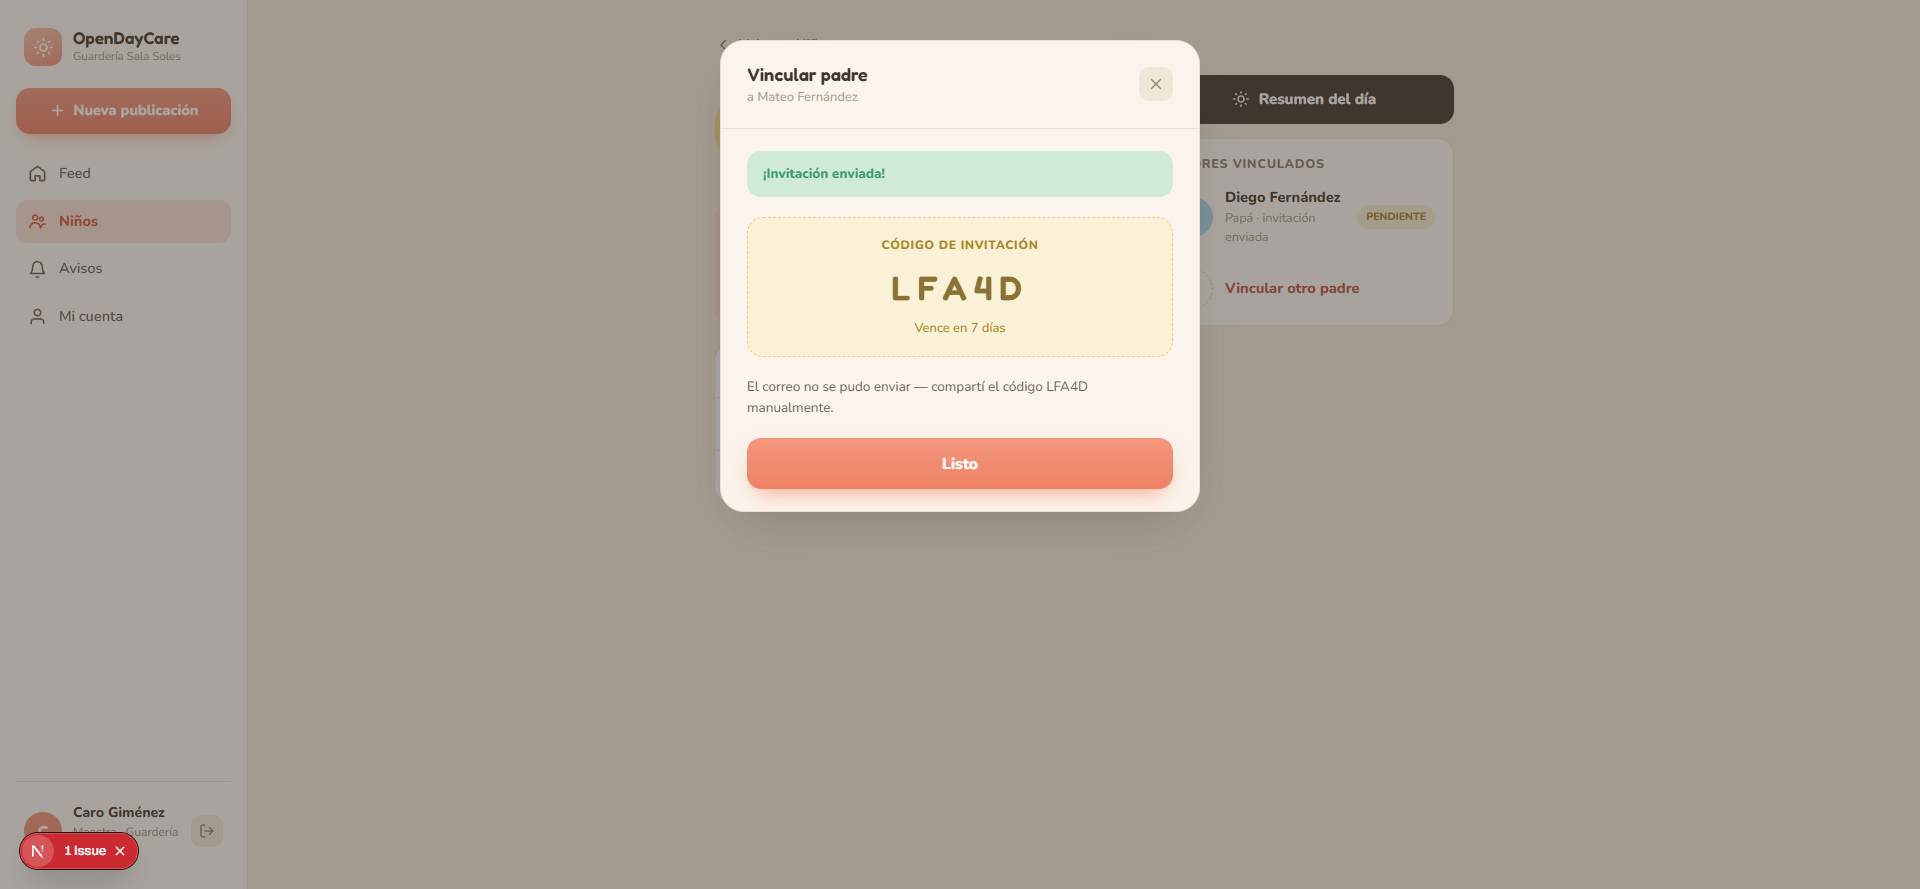 OpenDayCare
Guardería Sala Soles
Nueva publicación
Feed
Niños
Avisos
Mi cuenta
Caro Giménez
Maestra · Guardería
N
1 Issue
Vincular padre
a Mateo Fernández
¡Invitación enviada!
CÓDIGO DE INVITACIÓN
LFA4D
Vence en 7 días
El correo no se pudo enviar — compartí el código LFA4D
manualmente.
Listo
Resumen del día
RES VINCULADOS
Diego Fernández
Papá · invitación
enviada
PENDIENTE
Vincular otro padre